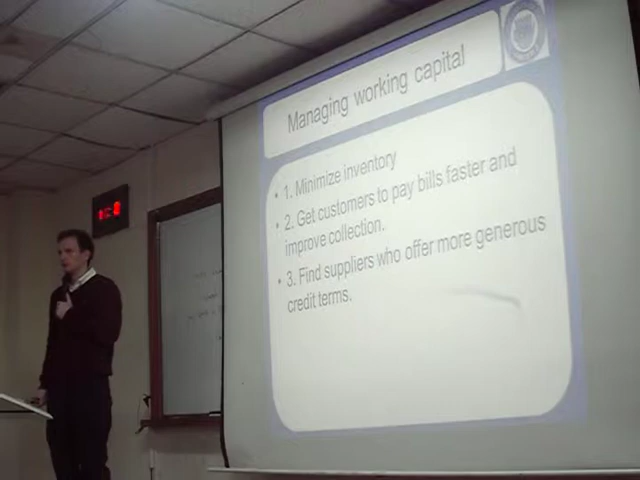 Managing working capital
• 1. Minimize inventory
• 2. Get customers to pay bills faster and
improve collection.
• 3. Find suppliers who offer more generous
credit terms.